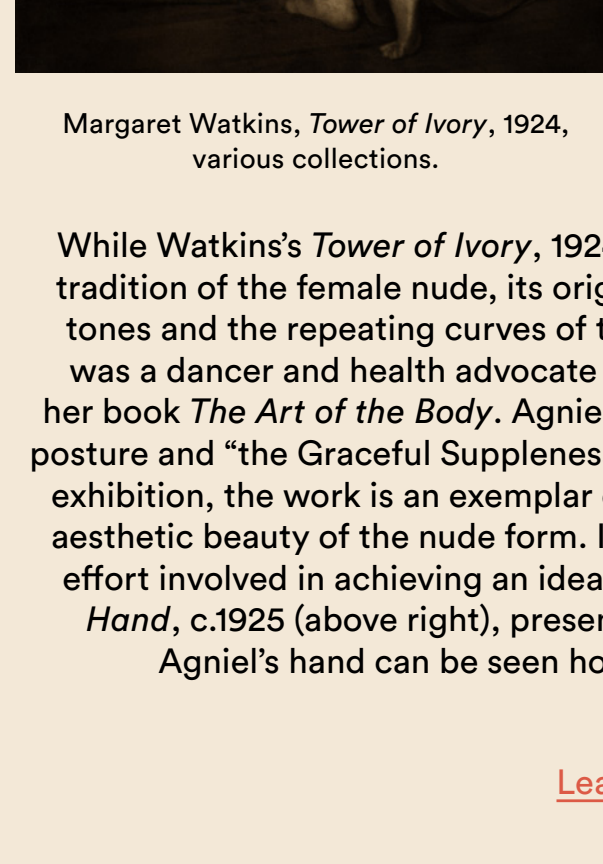 Margaret Watkins, Tower of Ivory, 1924,
various collections.
While Watkins’s Tower of Ivory, 192
tradition of the female nude, its orig
tones and the repeating curves of t
was a dancer and health advocate
her book The Art of the Body. Agnie
posture and “the Graceful Supplenes
exhibition, the work is an exemplar
aesthetic beauty of the nude form. I
effort involved in achieving an idea
Hand, c.1925 (above right), presen
Agniel’s hand can be seen ho
Lea